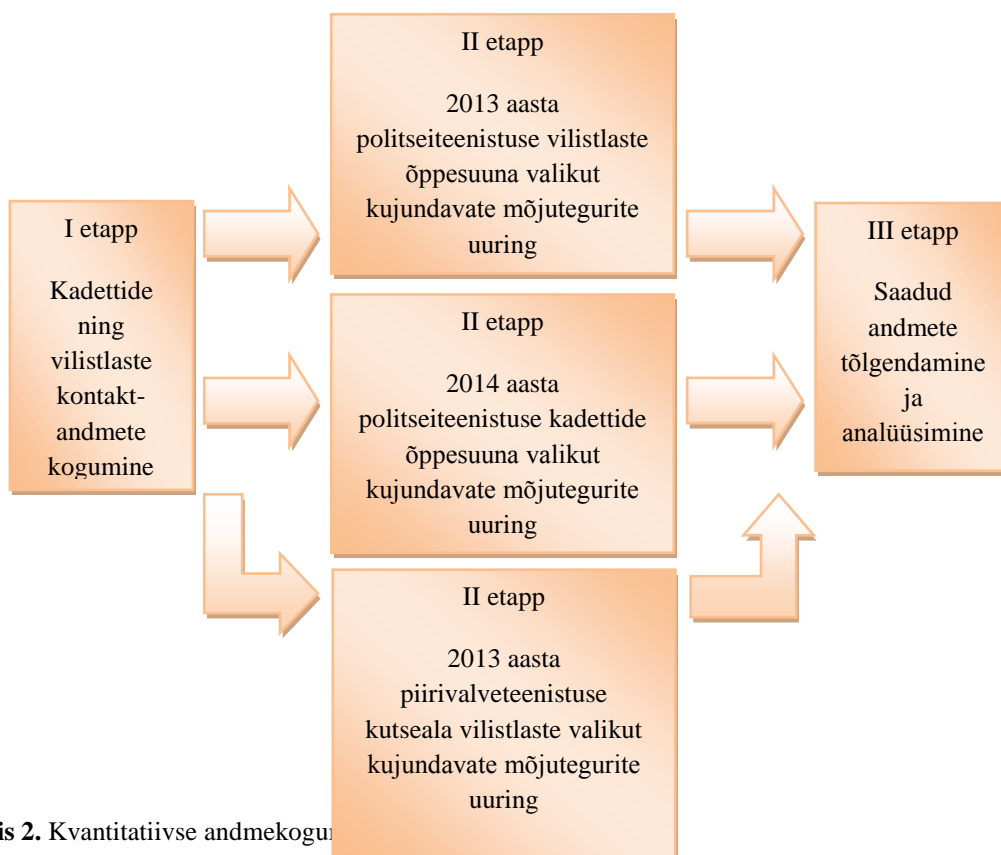 I etapp
Kadettide
ning
vilistlaste
kontakt-
andmete
kogumine
II etapp
2013 aasta
politseiteenistuse vilistlaste
õppesuuna valikut
kujundavate mõjutegurite
uuring
II etapp
2014 aasta
politseiteenistuse kadettide
õppesuuna valikut
kujundavate mõjutegurite
uuring
II etapp
2013 aasta
piirivalveteenistuse
kutseala vilistlaste valikut
kujundavate mõjutegurite
uuring
III etapp
Saadud
andmete
tõlgendamine
ja
analüüsimine
is 2. Kvantitatiivse